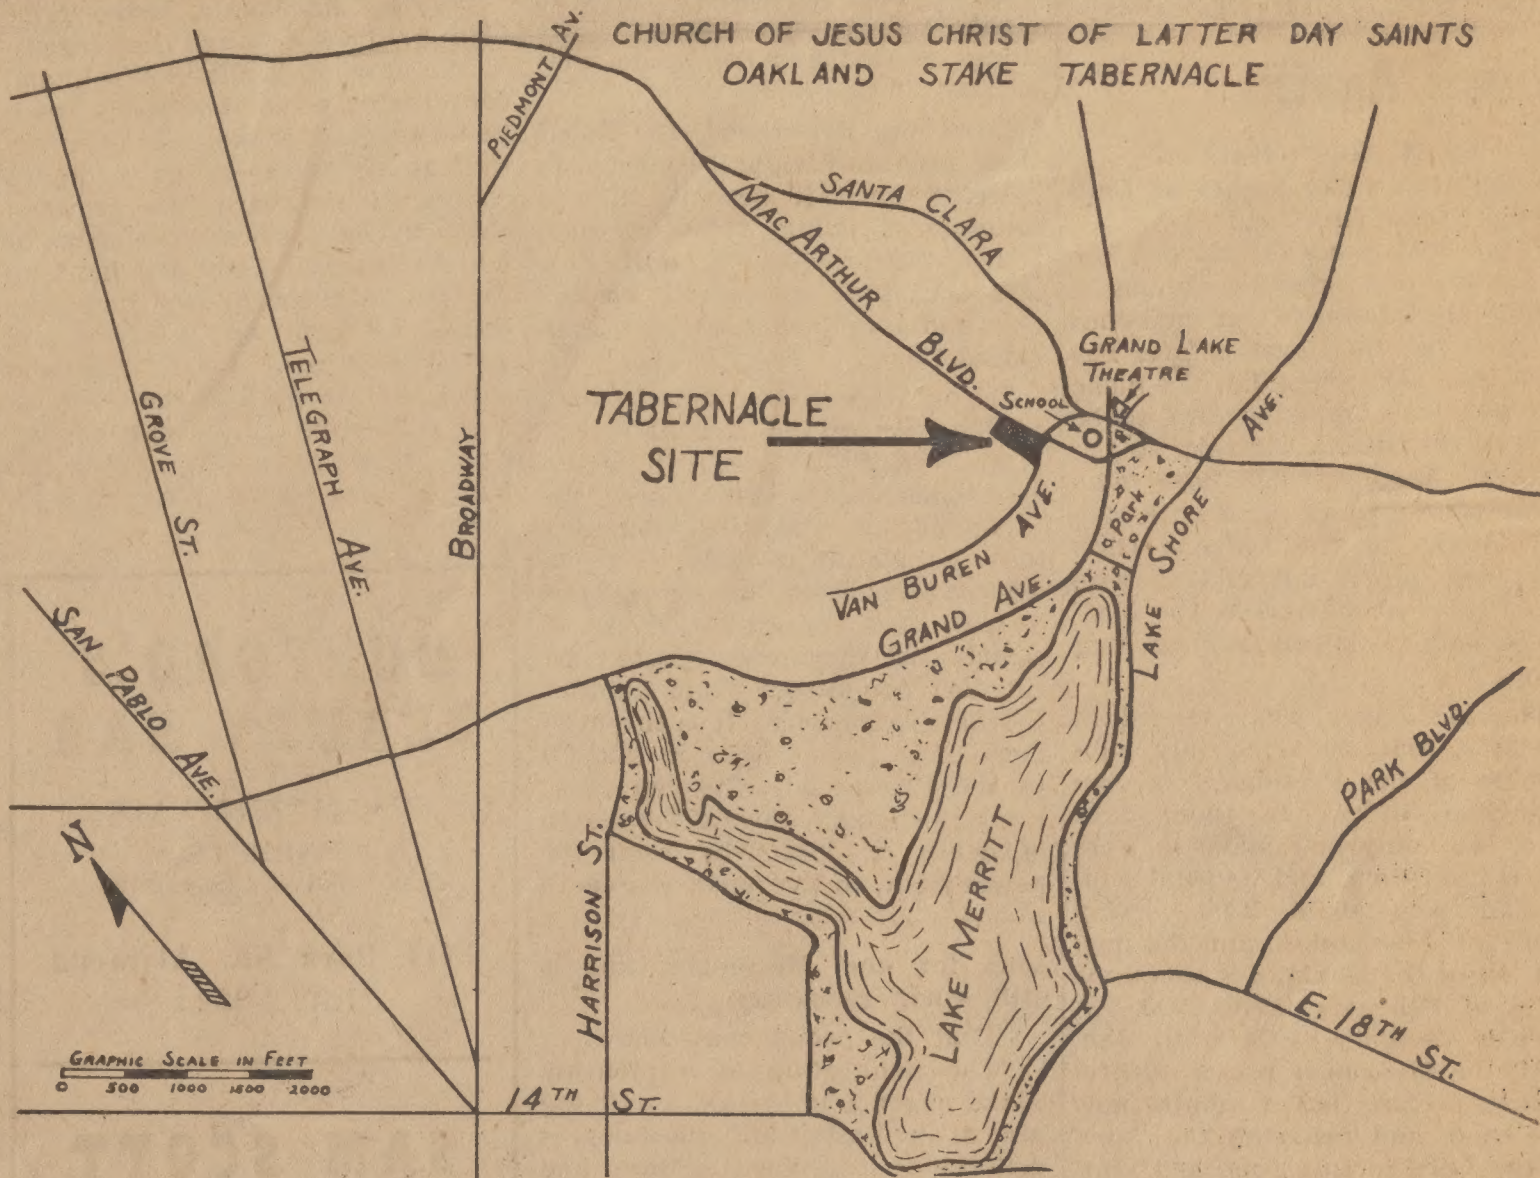 CHURCH OF JESUS CHRIST OF LATTER DAY SAINTS
OAKLAND STAKE TABERNACLE
PIEDMONT AV.
SANTA CLARA
MAC ARTHUR BLVD.
GRAND LAKE
THEATRE
SCHOOL
TABERNACLE
SITE
GROVE ST.
TELEGRAPH AVE.
BROADWAY
LAKE SHORE AVE.
Park
VAN BUREN AVE.
GRAND AVE.
SAN PABLO AVE.
PARK BLVD.
N
HARRISON ST.
LAKE MERRITT
E. 18TH ST.
GRAPHIC SCALE IN FEET
0 500 1000 1500 2000
14TH ST.